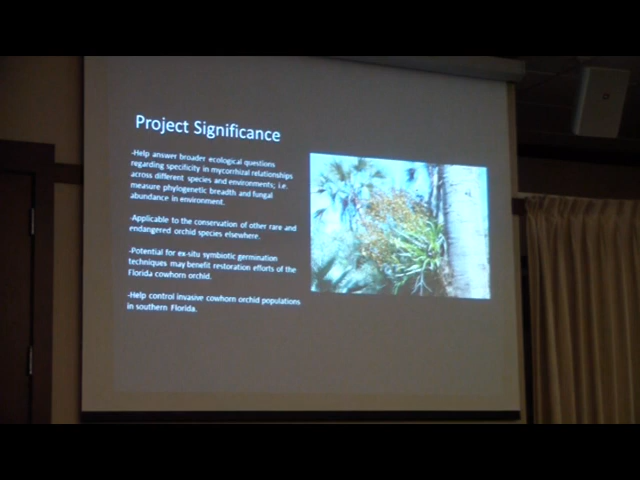 Project Significance
-Help answer broader ecological questions
regarding specificity in mycorrhizal relationships
across different species and environments; i.e.
measure phylogenetic breadth and fungal
abundance in environment.
-Applicable to the conservation of other rare and
endangered orchid species elsewhere.
-Potential for ex-situ symbiotic germination
techniques may benefit restoration efforts of the
Florida cowhorn orchid.
-Help control invasive cowhorn orchid populations
in southern Florida.